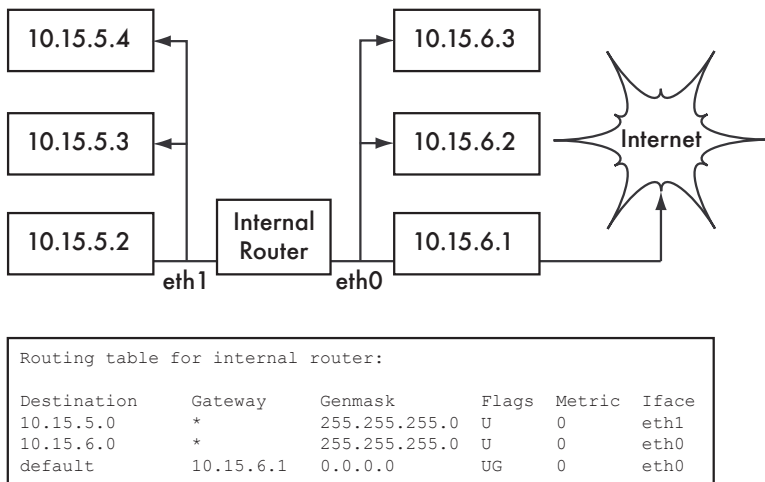 10.15.5.4
10.15.6.3
10.15.5.3
10.15.6.2
Internet
10.15.5.2
Internal
Router
10.15.6.1
eth1
eth0
Routing table for internal router:
Destination Gateway Genmask Flags Metric Iface
10.15.5.0 * 255.255.255.0 U 0 eth1
10.15.6.0 * 255.255.255.0 U 0 eth0
default 10.15.6.1 0.0.0.0 UG 0 eth0